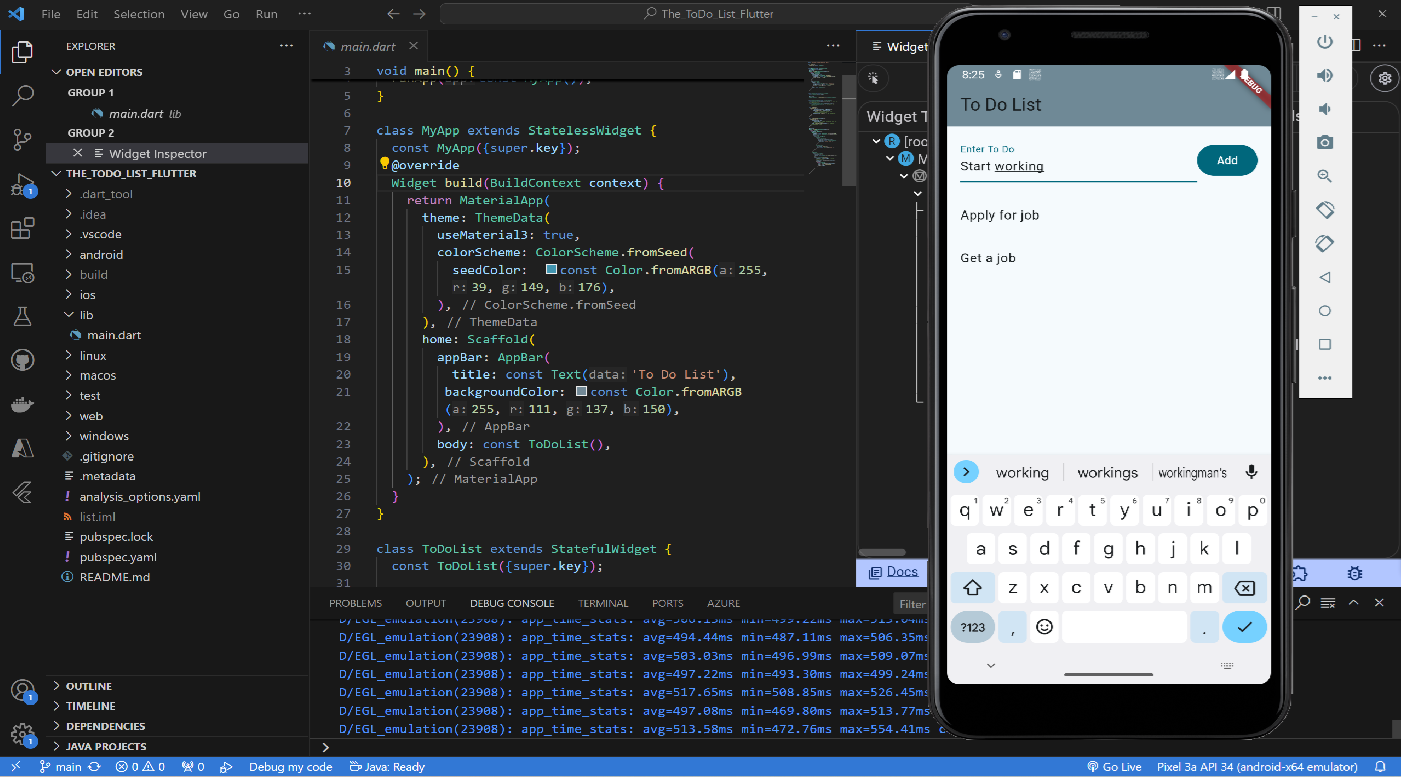 File Edit Selection View Go Run ··· The_ToDo_List_Flutter
EXPLORER
OPEN EDITORS
GROUP 1
main.dart lib
GROUP 2
Widget Inspector
THE_TODO_LIST_FLUTTER
.dart_tool
.idea
.vscode
android
build
ios
lib
main.dart
linux
macos
test
web
windows
.gitignore
.metadata
analysis_options.yaml
list.iml
pubspec.lock
pubspec.yaml
README.md
OUTLINE
TIMELINE
DEPENDENCIES
JAVA PROJECTS
1
1
1
main.dart
3 void main() {
5 }
6
7 class MyApp extends StatelessWidget {
8 const MyApp({super.key});
9 @override
10 Widget build(BuildContext context) {
11 return MaterialApp(
12 theme: ThemeData(
13 useMaterial3: true,
14 colorScheme: ColorScheme.fromSeed(
15 seedColor: const Color.fromARGB(a: 255,
r: 39, g: 149, b: 176),
16 ), // ColorScheme.fromSeed
17 ), // ThemeData
18 home: Scaffold(
19 appBar: AppBar(
20 title: const Text(data: 'To Do List'),
21 backgroundColor: const Color.fromARGB
(a: 255, r: 111, g: 137, b: 150),
22 ), // AppBar
23 body: const ToDoList(),
24 ), // Scaffold
25 ); // MaterialApp
26 }
27 }
28
29 class ToDoList extends StatefulWidget {
30 const ToDoList({super.key});
31
PROBLEMS OUTPUT DEBUG CONSOLE TERMINAL PORTS AZURE Filter
D/EGL_emulation(23908): app_time_stats: avg=494.44ms min=487.11ms max=506.35ms
D/EGL_emulation(23908): app_time_stats: avg=503.03ms min=496.99ms max=509.07ms
D/EGL_emulation(23908): app_time_stats: avg=497.22ms min=493.30ms max=499.24ms
D/EGL_emulation(23908): app_time_stats: avg=517.65ms min=508.85ms max=526.45ms
D/EGL_emulation(23908): app_time_stats: avg=497.08ms min=469.80ms max=513.77ms
D/EGL_emulation(23908): app_time_stats: avg=513.58ms min=472.76ms max=554.41ms
Widget
Widget T
R [roo
M M
Docs
8:25
DEBUG
To Do List
Enter To Do
Start working
Add
Apply for job
Get a job
working workings workingman's
q1 w2 e3 r4 t5 y6 u7 i8 o9 p0
a s d f g h j k l
z x c v b n m
?123 , .
main 0 0 0 Debug my code Java: Ready Go Live Pixel 3a API 34 (android-x64 emulator)